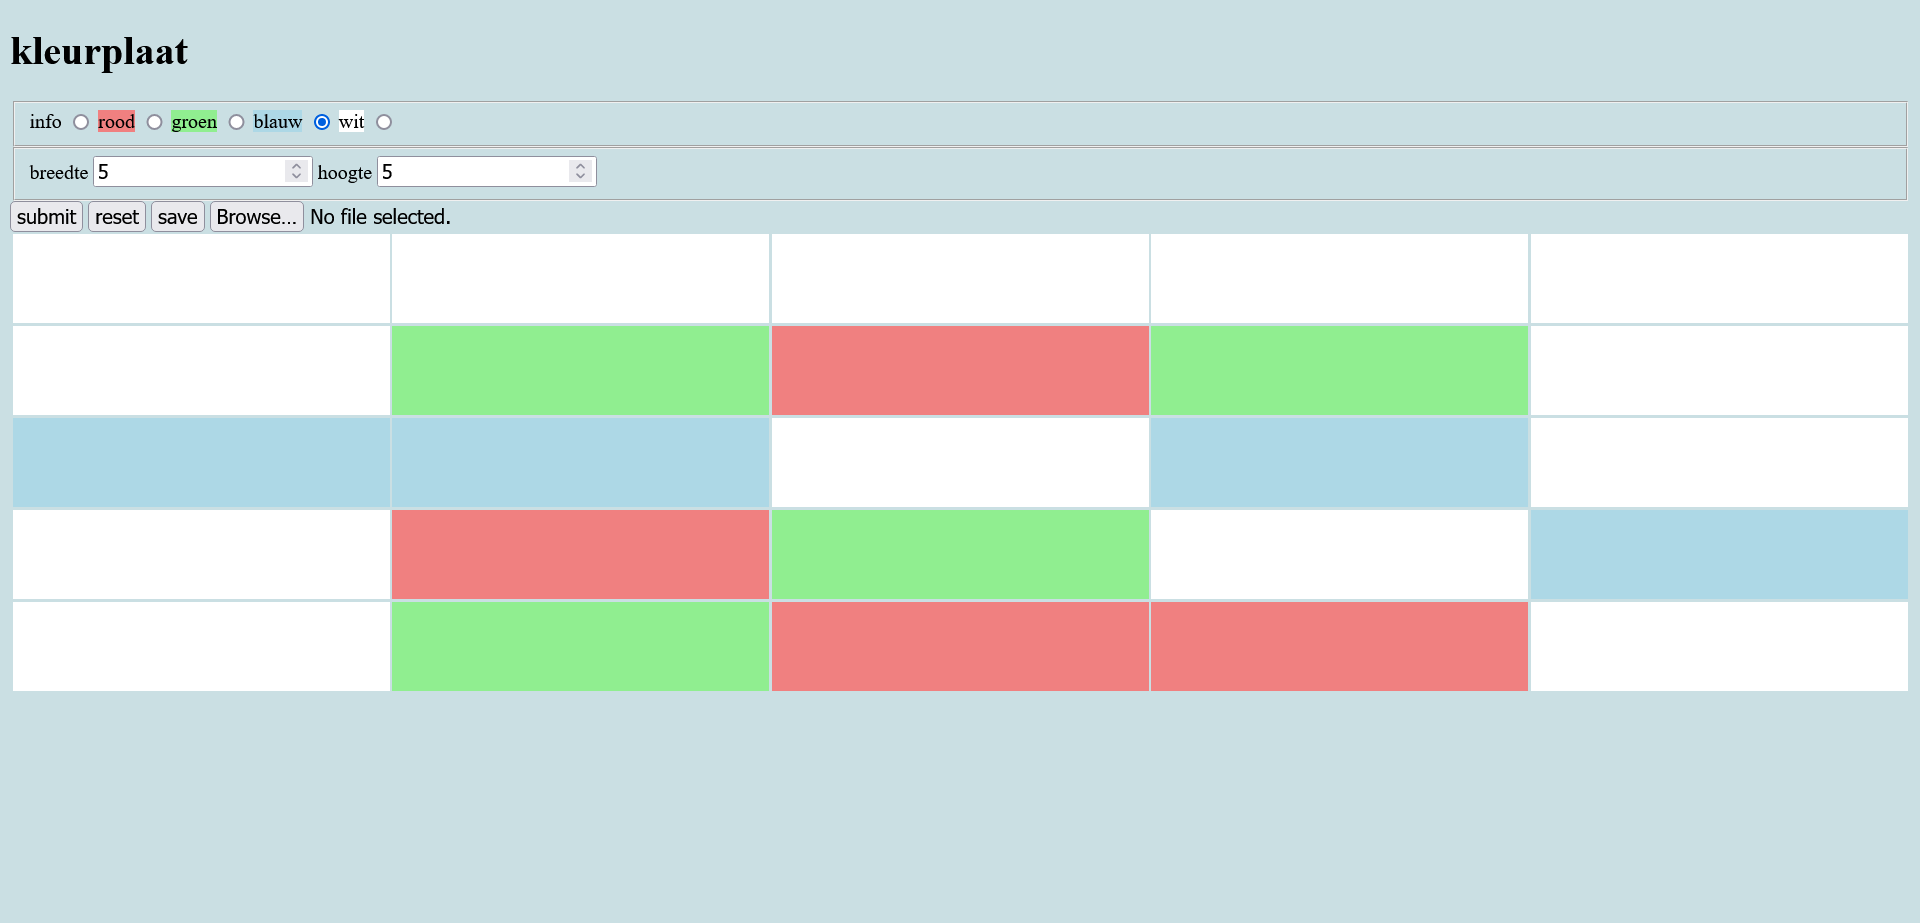 kleurplaat
info rood groen blauw wit
breedte 5 hoogte 5
submit reset save Browse... No file selected.